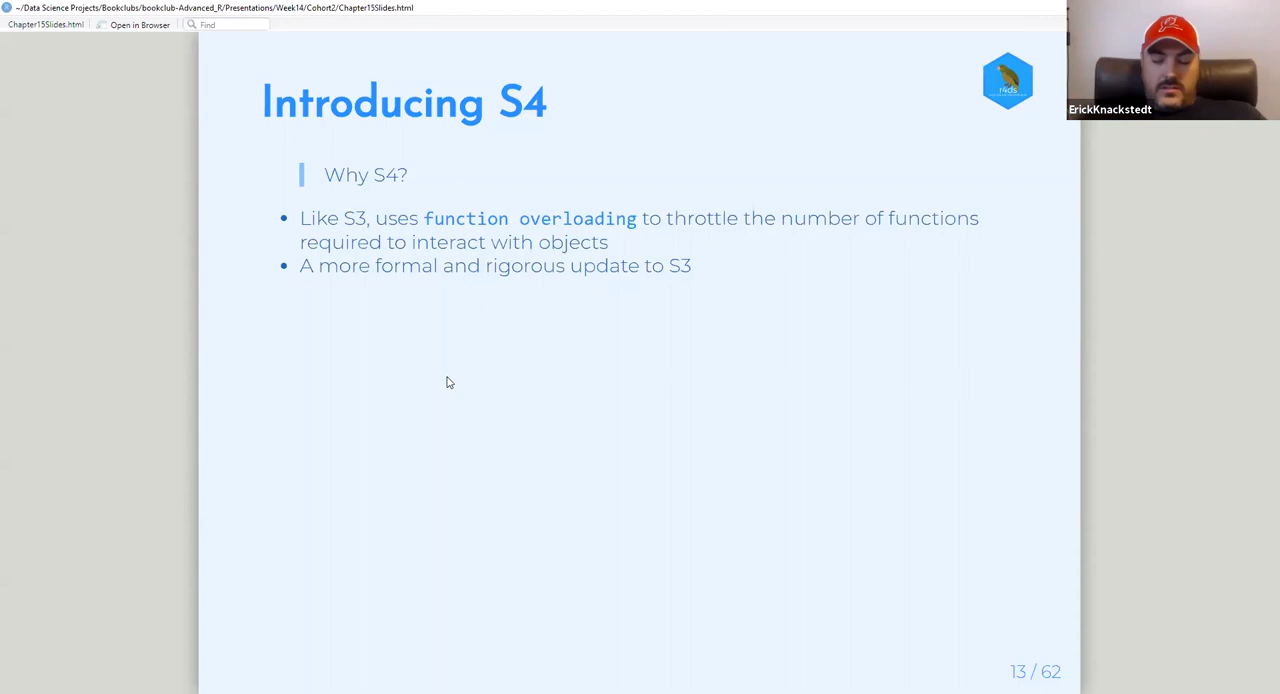 ~/Data Science Projects/Bookclubs/bookclub-Advanced_R/Presentations/Week14/Cohort2/Chapter15Slides.html
Chapter15Slides.html Open in Browser Find
Introducing S4
r4ds
ErickKnackstedt
Why S4?
• Like S3, uses function overloading to throttle the number of functions
required to interact with objects
• A more formal and rigorous update to S3
13 / 62